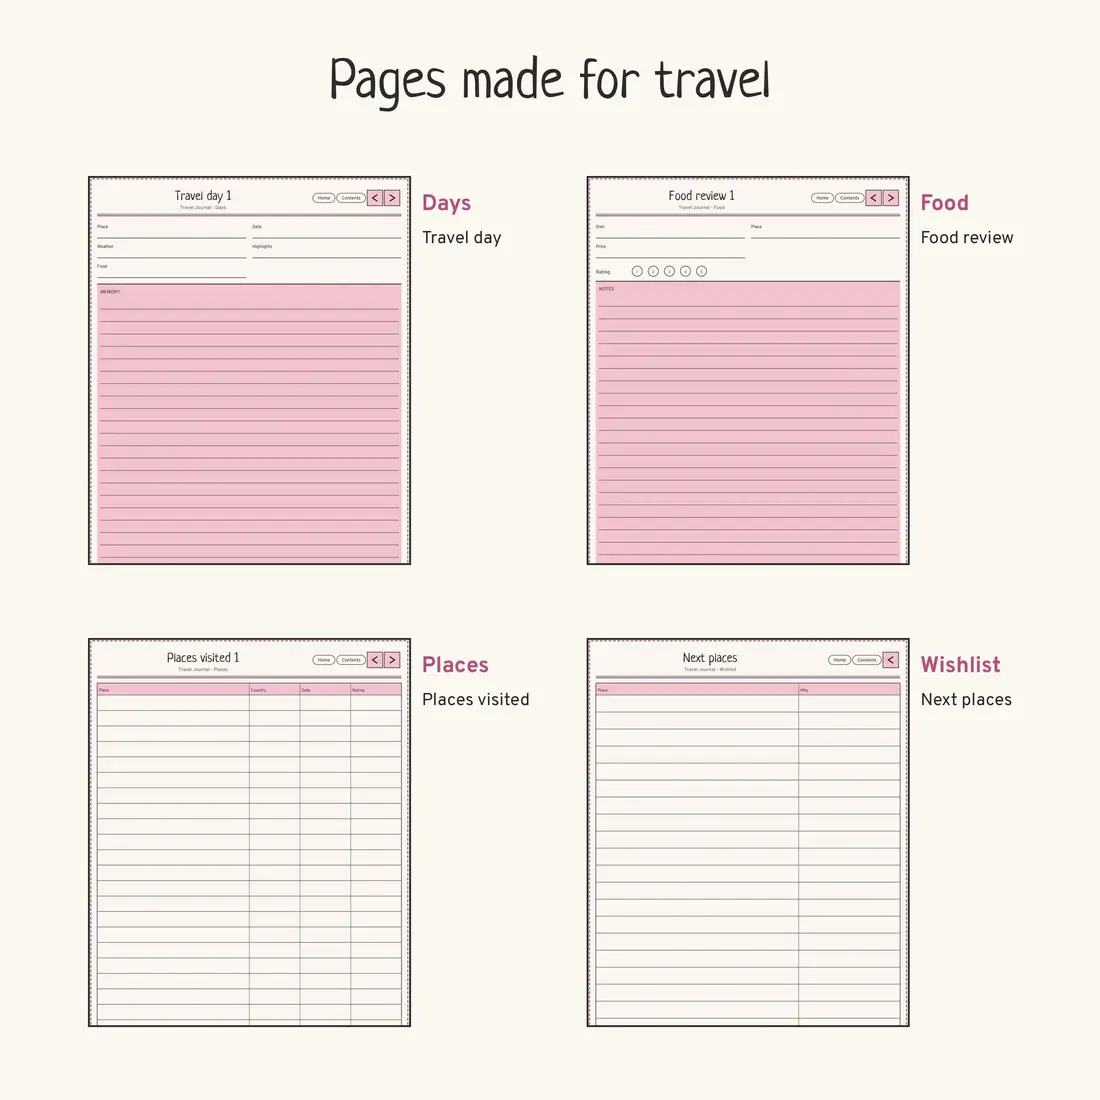 Pages made for travel
Travel day 1
Travel Journal - Days
Home
Contents
<
>
Place
Date
Weather
Highlights
Food
MEMORY
Days
Travel day
Food review 1
Travel Journal - Food
Home
Contents
<
>
Dish
Place
Price
Rating
1 2 3 4 5
NOTES
Food
Food review
Places visited 1
Travel Journal - Places
Home
Contents
<
>
Place
Country
Date
Rating
Places
Places visited
Next places
Travel Journal - Wishlist
Home
Contents
<
Place
Why
Wishlist
Next places